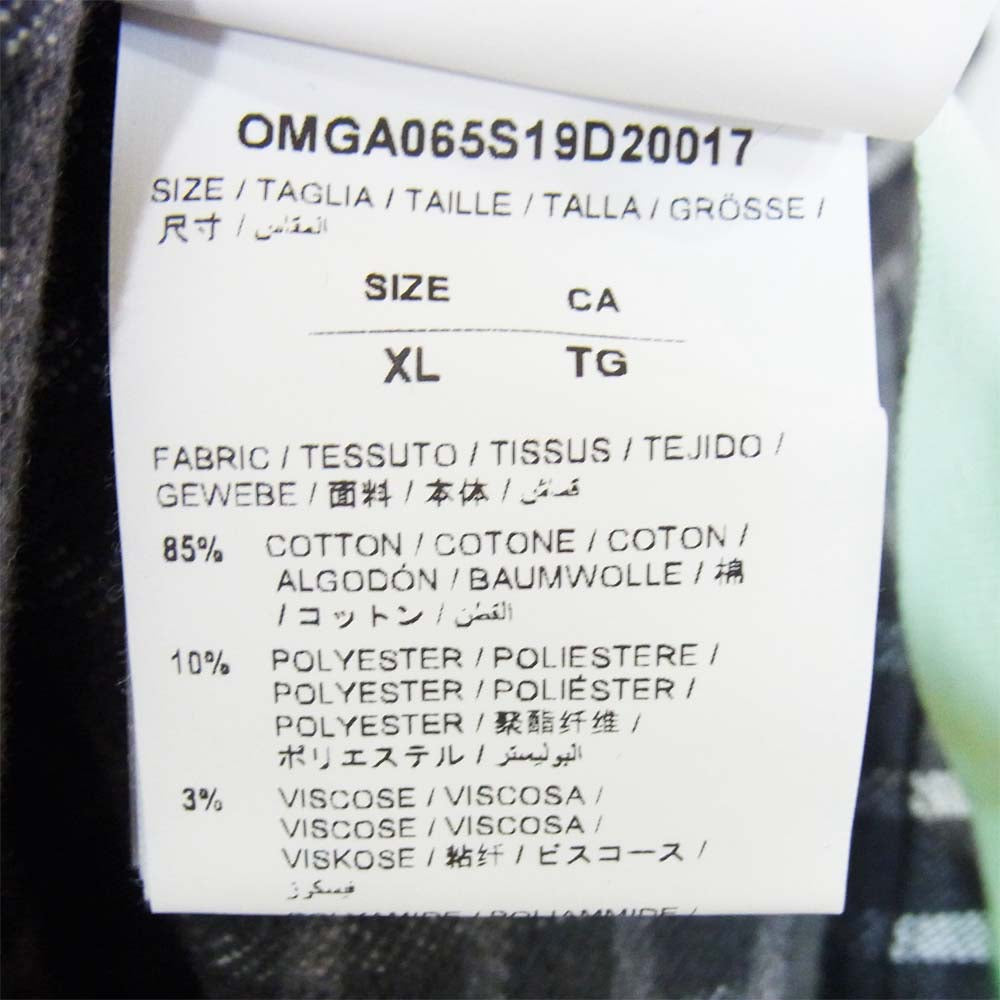 OMGA065S19D20017
SIZE / TAGLIA / TAILLE / TALLA / GRÖSSE /
尺寸 / المقاس
SIZE CA
XL TG
FABRIC / TESSUTO / TISSUS / TEJIDO /
GEWEBE / 面料 / 本体 / قماش
85% COTTON / COTONE / COTON /
ALGODÓN / BAUMWOLLE / 棉
/ コットン / القطن
10% POLYESTER / POLIESTERE /
POLYESTER / POLIÉSTER /
POLYESTER / 聚酯纤维 /
ポリエステル / البوليستر
3% VISCOSE / VISCOSA /
VISCOSE / VISCOSA /
VISKOSE / 粘纤 / ビスコース /
فيسكوز
POLYAMIDE / POLIAMMIDE /